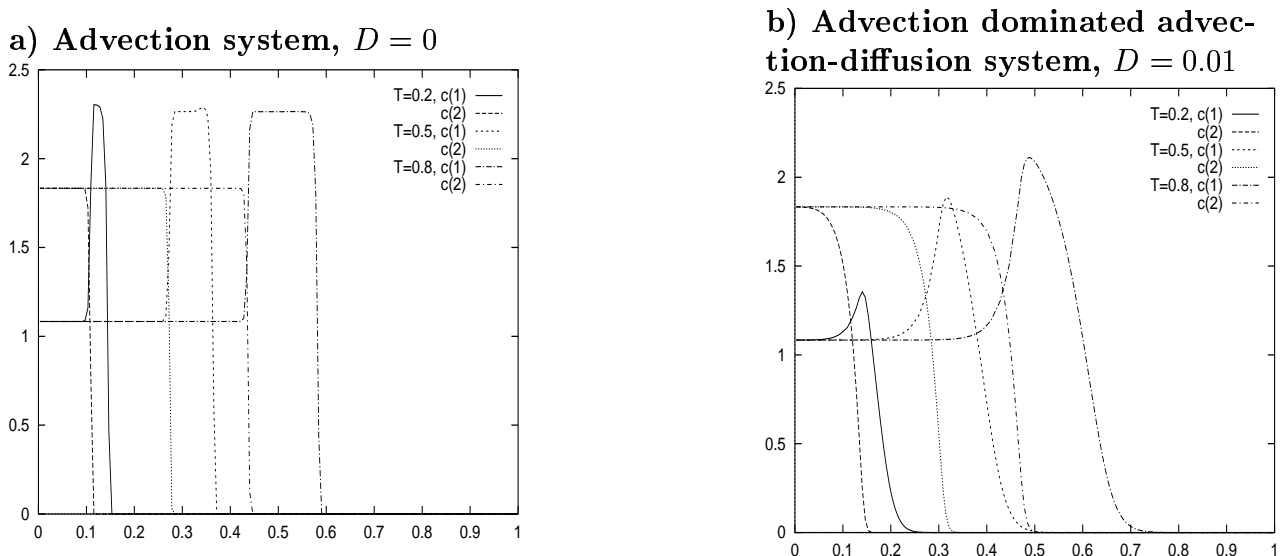 a) Advection system, D = 0
2.5
2
1.5
1
0.5
0
0 0.1 0.2 0.3 0.4 0.5 0.6 0.7 0.8 0.9 1
T=0.2, c(1)
c(2)
T=0.5, c(1)
c(2)
T=0.8, c(1)
c(2)
b) Advection dominated advec-
tion-diffusion system, D = 0.01
2.5
2
1.5
1
0.5
0
0 0.1 0.2 0.3 0.4 0.5 0.6 0.7 0.8 0.9 1
T=0.2, c(1)
c(2)
T=0.5, c(1)
c(2)
T=0.8, c(1)
c(2)